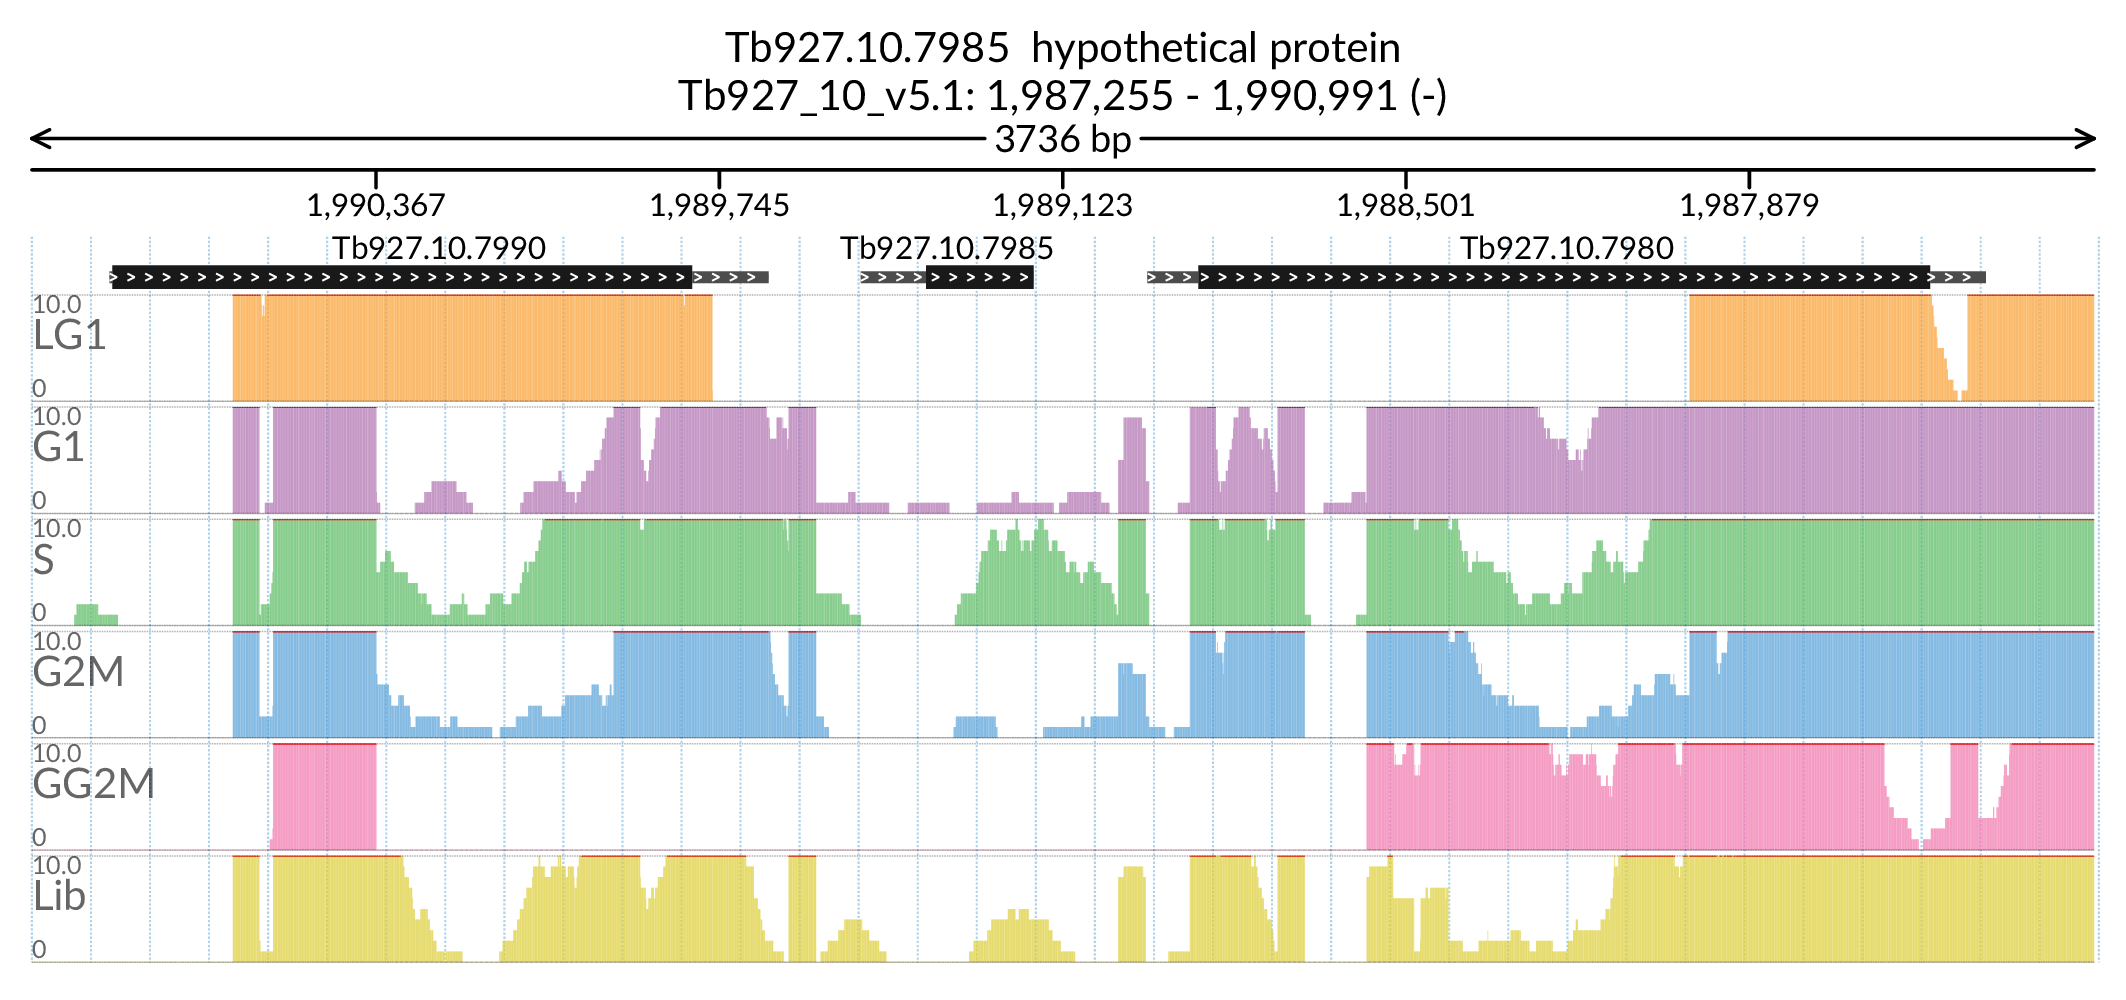 Tb927.10.7985  hypothetical protein
Tb927_10_v5.1: 1,987,255 - 1,990,991 (-)
3736 bp
1,990,367 1,989,745 1,989,123 1,988,501 1,987,879
Tb927.10.7990 Tb927.10.7985 Tb927.10.7980
10.0
LG1
0
10.0
G1
0
10.0
S
0
10.0
G2M
0
10.0
GG2M
0
10.0
Lib
0